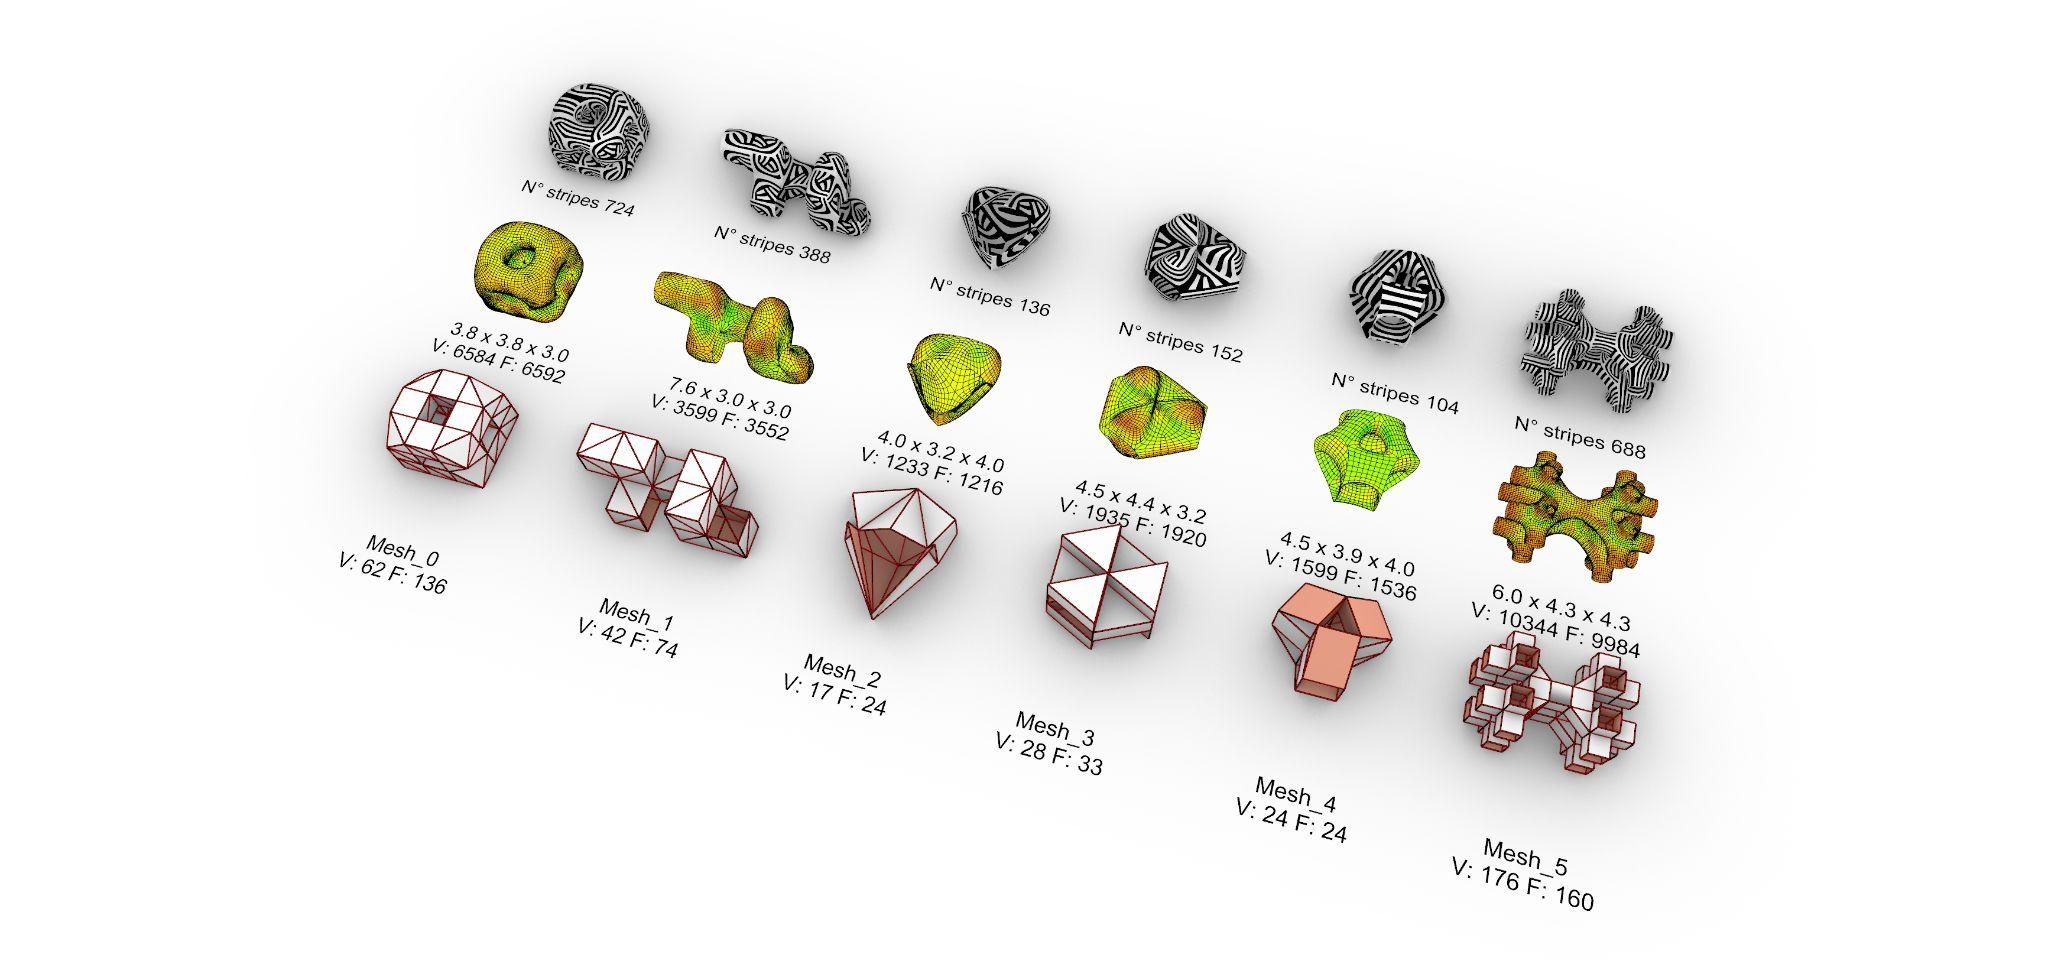 N° stripes 724
N° stripes 388
N° stripes 136
N° stripes 152
N° stripes 104
N° stripes 688
3.8 x 3.8 x 3.0
V: 6584 F: 6592
7.6 x 3.0 x 3.0
V: 3599 F: 3552
4.0 x 3.2 x 4.0
V: 1233 F: 1216
4.5 x 4.4 x 3.2
V: 1935 F: 1920
4.5 x 3.9 x 4.0
V: 1599 F: 1536
6.0 x 4.3 x 4.3
V: 10344 F: 9984
Mesh_0
V: 62 F: 136
Mesh_1
V: 42 F: 74
Mesh_2
V: 17 F: 24
Mesh_3
V: 28 F: 33
Mesh_4
V: 24 F: 24
Mesh_5
V: 176 F: 160